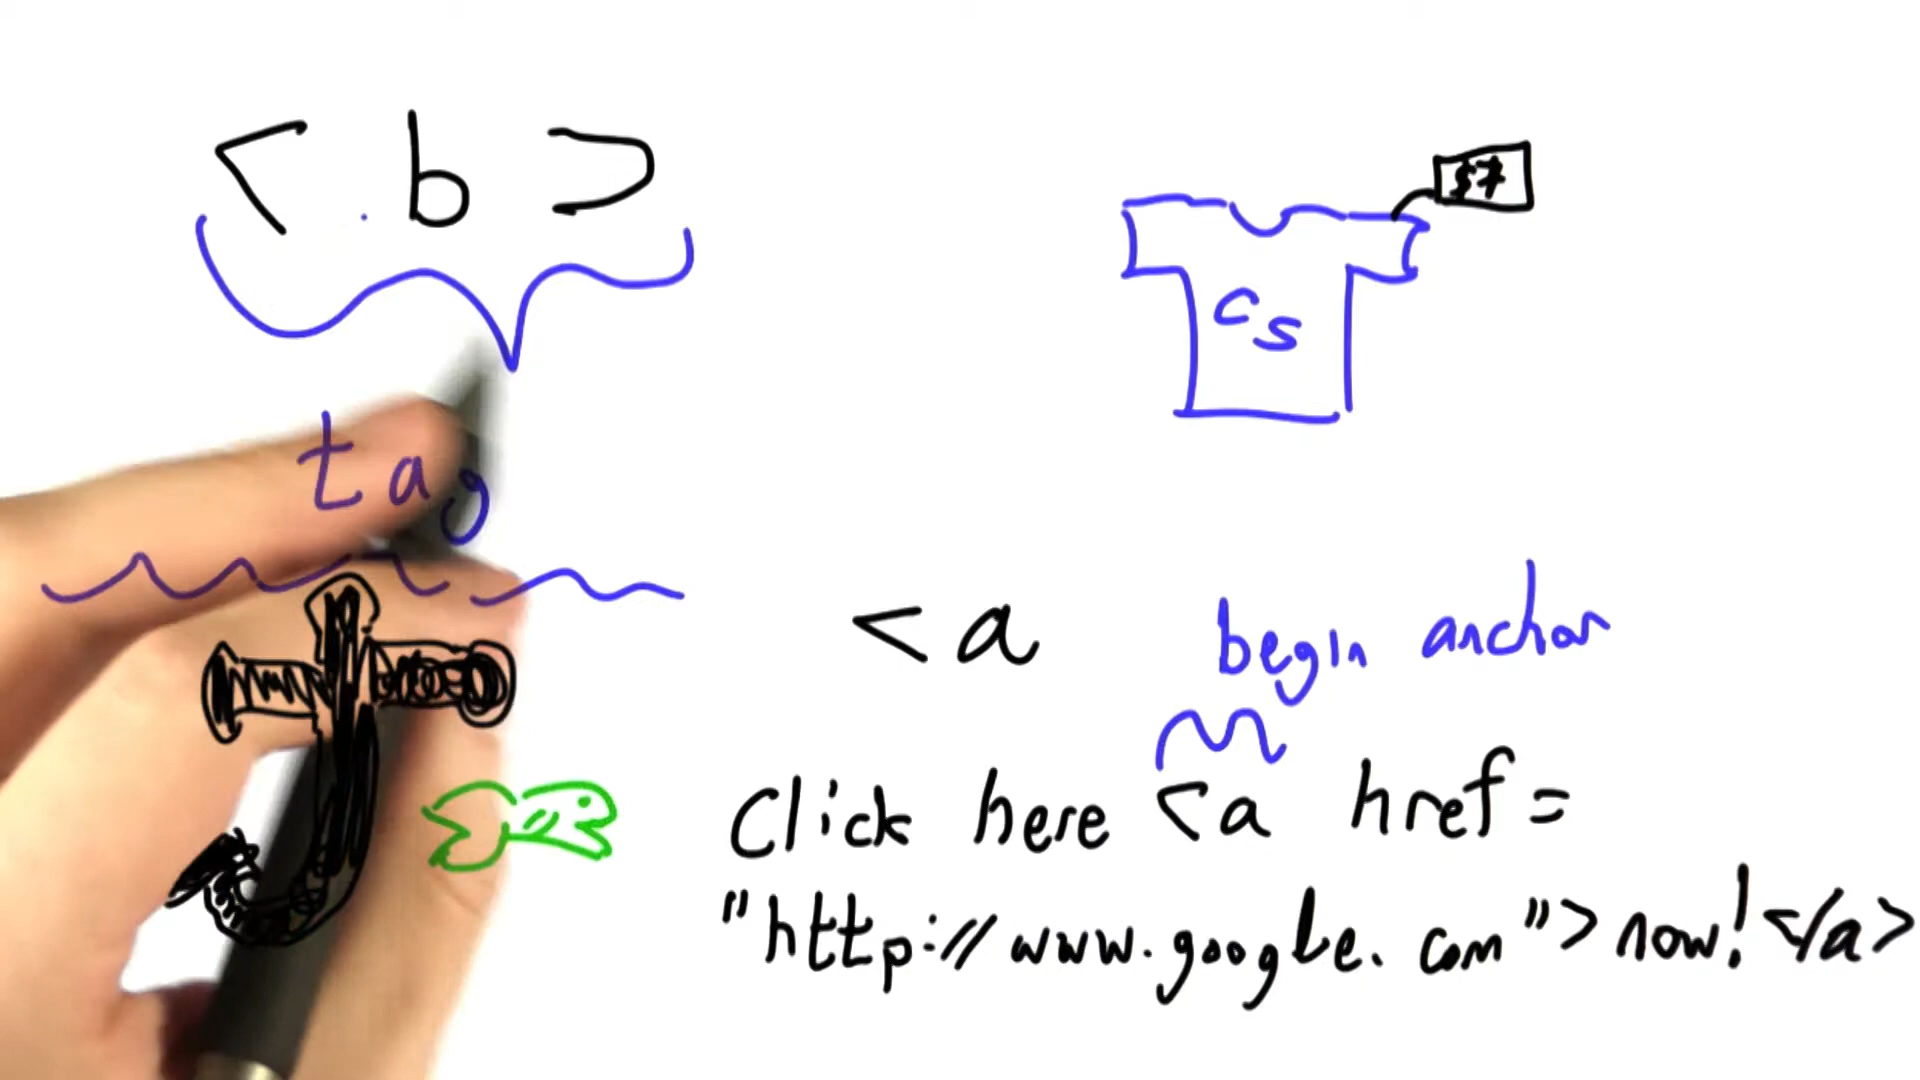 <b>
$7
cs
tag
<a
begin anchor
Click here <a href=
"http://www.google.com">now!</a>